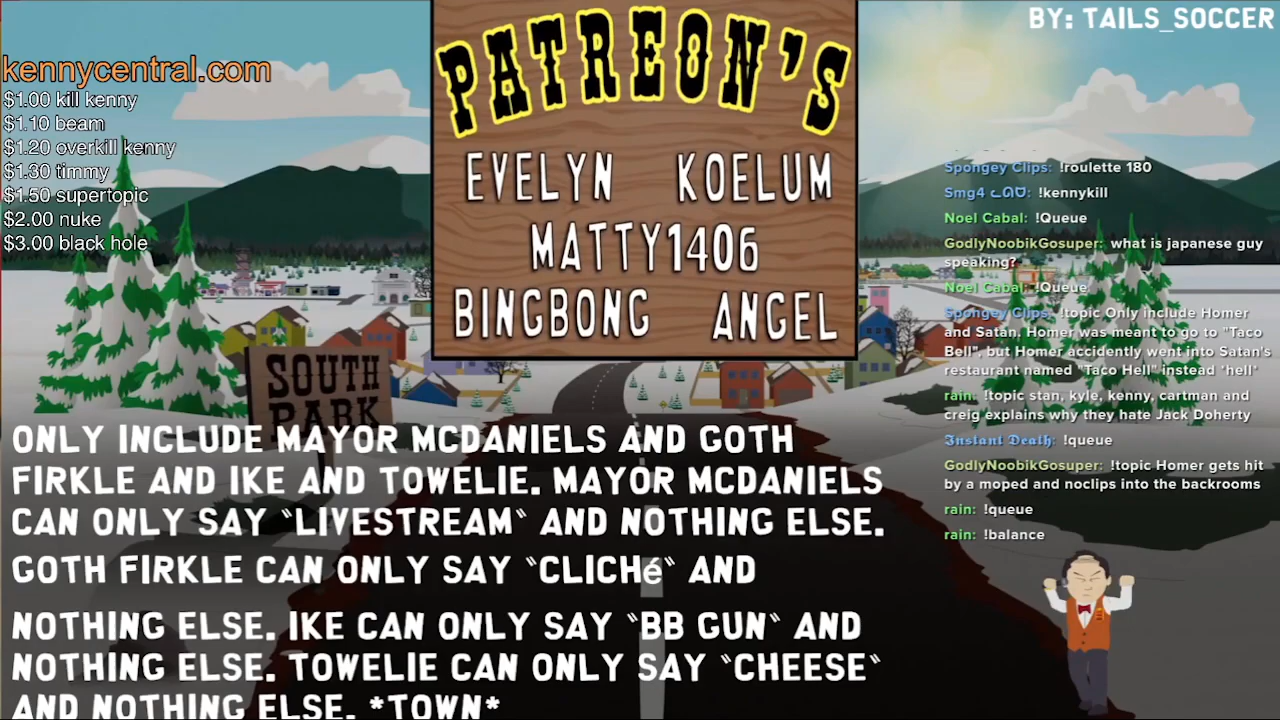 BY: TAILS_SOCCER
kennycentral.com
$1.00 kill kenny
$1.10 beam
$1.20 overkill kenny
$1.30 timmy
$1.50 supertopic
$2.00 nuke
$3.00 black hole
PATREON'S
EVELYN KOELUM
MATTY1406
BINGBONG ANGEL
SOUTH
PARK
Spongey Clips: !roulette 180
Smg4: !kennykill
Noel Cabal: !Queue
GodlyNoobikGosuper: what is japanese guy
speaking?
Noel Cabal: !Queue
Spongey Clips: !topic Only include Homer
and Satan. Homer was meant to go to "Taco
Bell", but Homer accidently went into Satan's
restaurant named "Taco Hell" instead 'hell'
rain: !topic stan, kyle, kenny, cartman and
creig explains why they hate Jack Doherty
Instant Death: !queue
GodlyNoobikGosuper: !topic Homer gets hit
by a moped and noclips into the backrooms
rain: !queue
rain: !balance
ONLY INCLUDE MAYOR MCDANIELS AND GOTH
FIRKLE AND IKE AND TOWELIE. MAYOR MCDANIELS
CAN ONLY SAY "LIVESTREAM" AND NOTHING ELSE.
GOTH FIRKLE CAN ONLY SAY "CLICHé" AND
NOTHING ELSE. IKE CAN ONLY SAY "BB GUN" AND
NOTHING ELSE. TOWELIE CAN ONLY SAY "CHEESE"
AND NOTHING ELSE. *TOWN*